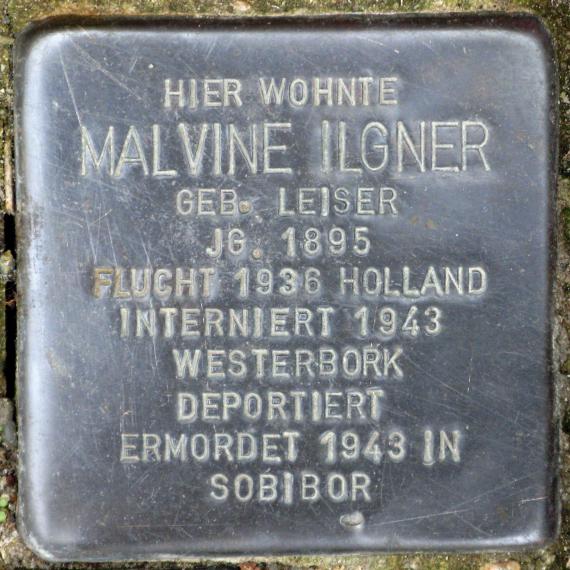 HIER WOHNTE
MALVINE ILGNER
GEB. LEISER
JG. 1895
FLUCHT 1936 HOLLAND
INTERNIERT 1943
WESTERBORK
DEPORTIERT
ERMORDET 1943 IN
SOBIBOR